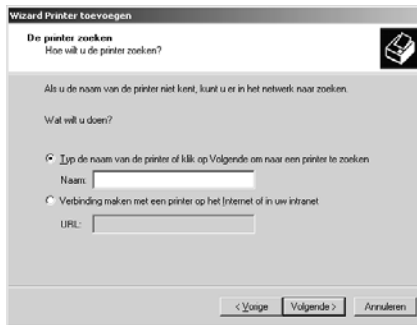 Wizard Printer toevoegen
De printer zoeken
Hoe wilt u de printer zoeken?
Als u de naam van de printer niet kent, kunt u er in het netwerk naar zoeken.
Wat wilt u doen?
Typ de naam van de printer of klik op Volgende om naar een printer te zoeken
Naam:
Verbinding maken met een printer op het Internet of in uw intranet
URL:
< Vorige Volgende > Annuleren